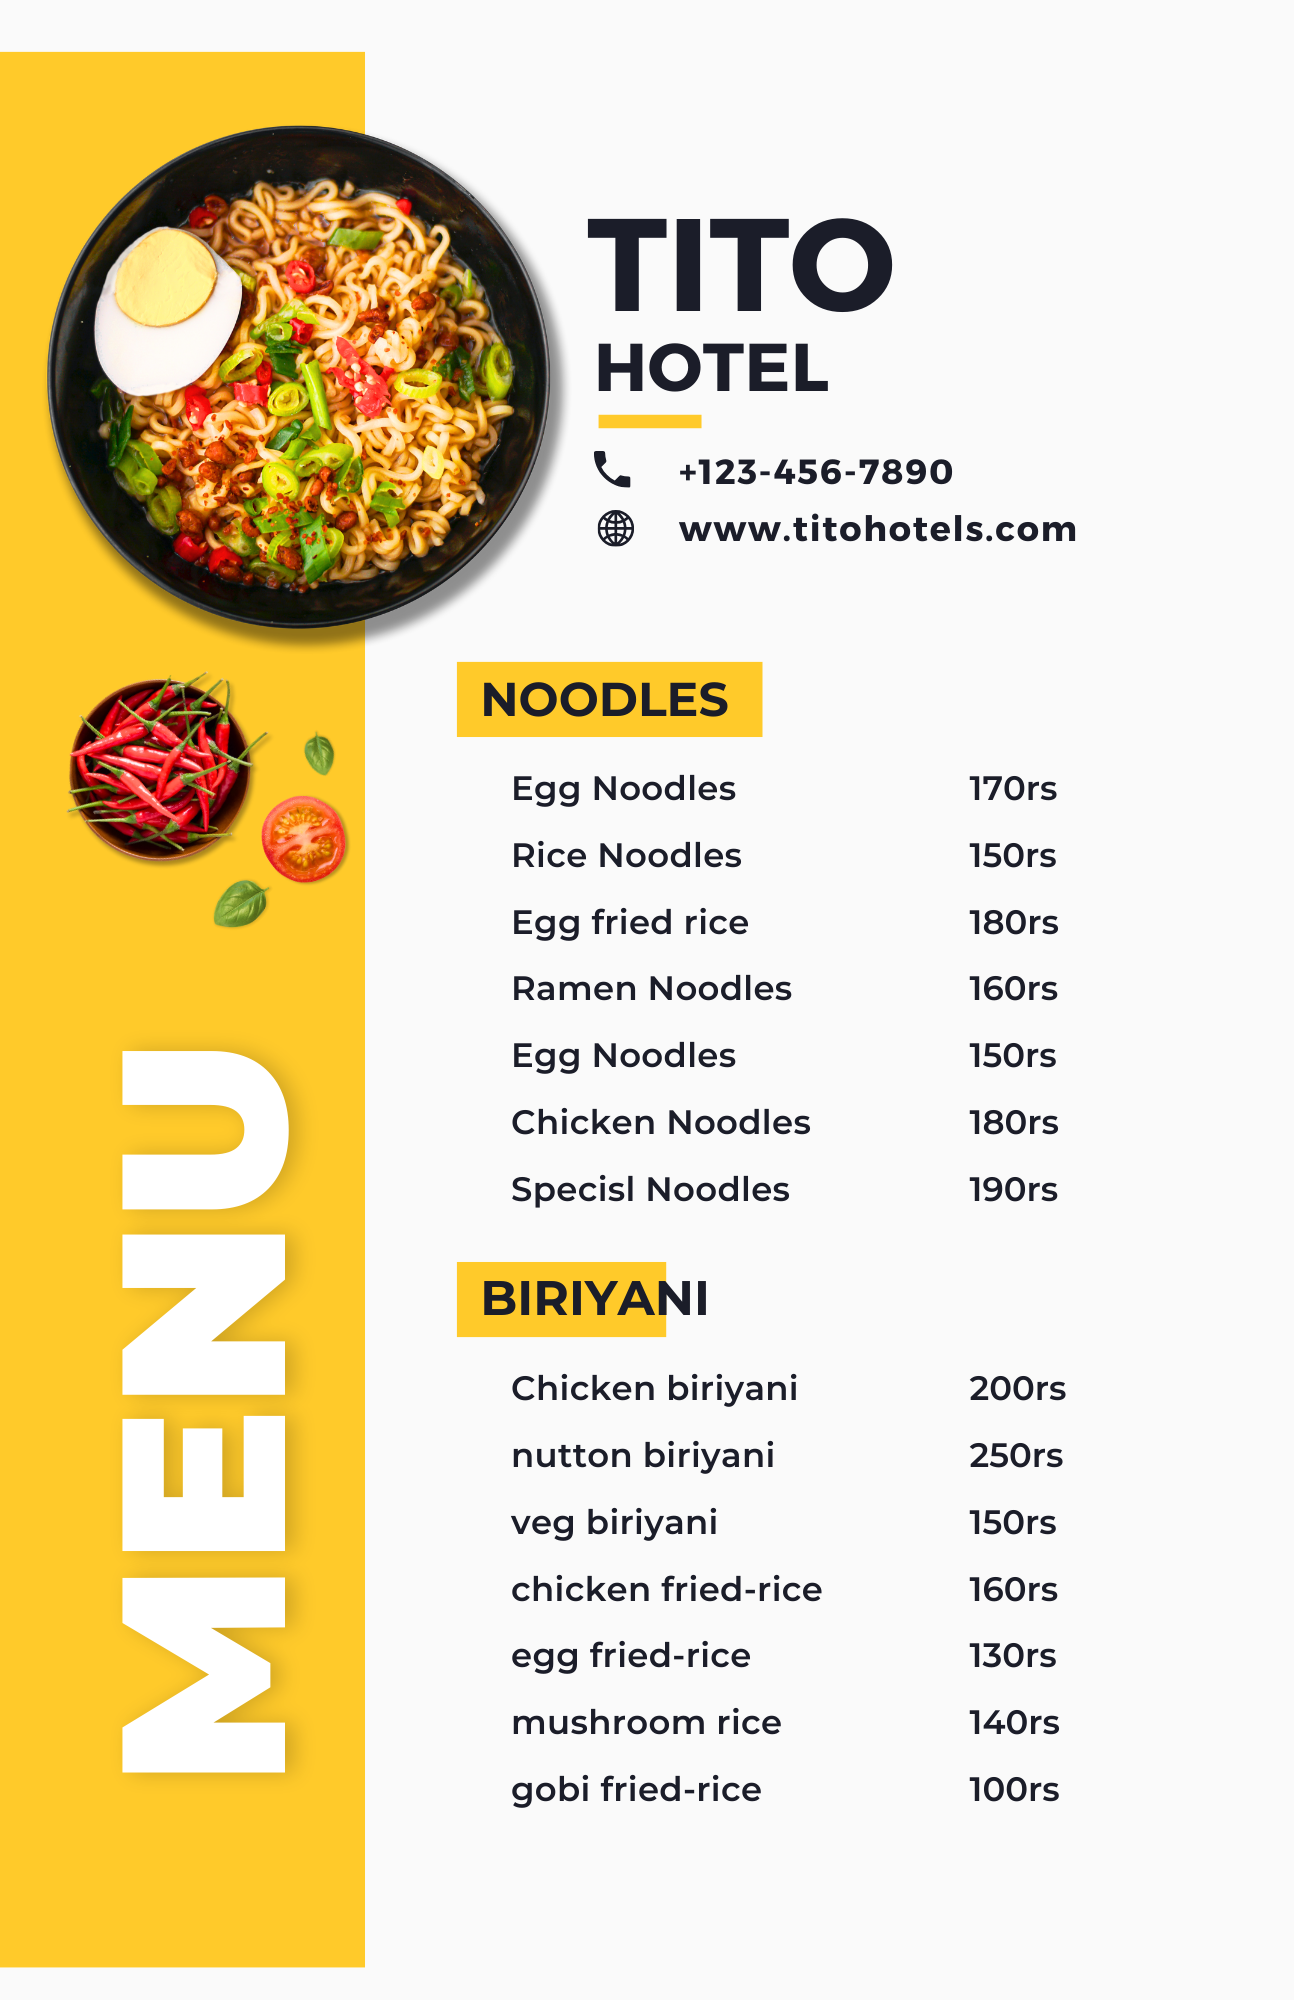 TITO
HOTEL
+123-456-7890
www.titohotels.com
MENU
NOODLES
Egg Noodles 170rs
Rice Noodles 150rs
Egg fried rice 180rs
Ramen Noodles 160rs
Egg Noodles 150rs
Chicken Noodles 180rs
Specisl Noodles 190rs
BIRIYANI
Chicken biriyani 200rs
nutton biriyani 250rs
veg biriyani 150rs
chicken fried-rice 160rs
egg fried-rice 130rs
mushroom rice 140rs
gobi fried-rice 100rs